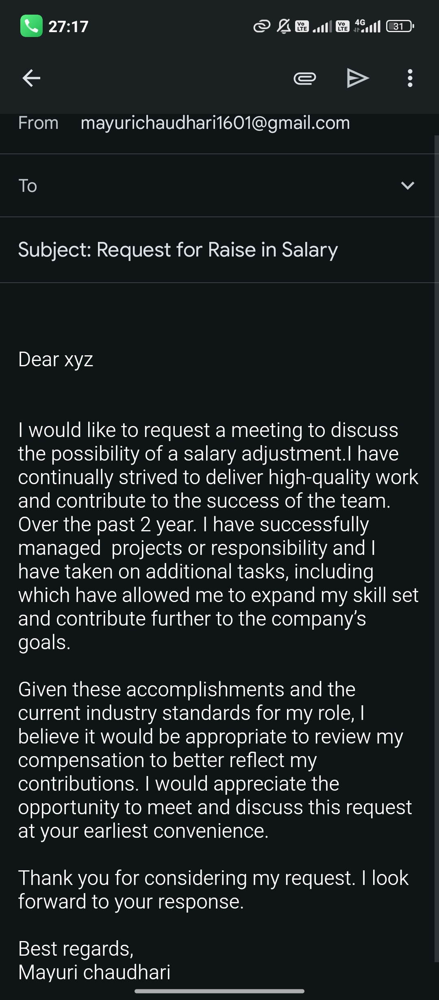 27:17
Vo LTE Vo LTE 4G 31
From mayurichaudhari1601@gmail.com
To
Subject: Request for Raise in Salary
Dear xyz
I would like to request a meeting to discuss
the possibility of a salary adjustment.I have
continually strived to deliver high-quality work
and contribute to the success of the team.
Over the past 2 year. I have successfully
managed  projects or responsibility and I
have taken on additional tasks, including
which have allowed me to expand my skill set
and contribute further to the company’s
goals.
Given these accomplishments and the
current industry standards for my role, I
believe it would be appropriate to review my
compensation to better reflect my
contributions. I would appreciate the
opportunity to meet and discuss this request
at your earliest convenience.
Thank you for considering my request. I look
forward to your response.
Best regards,
Mayuri chaudhari